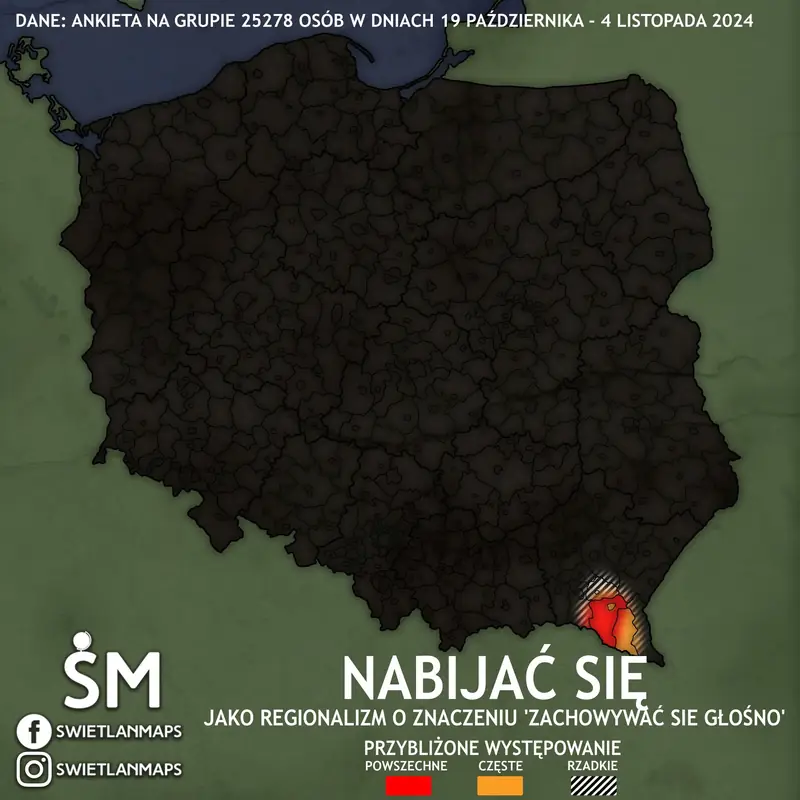 DANE: ANKIETA NA GRUPIE 25278 OSÓB W DNIACH 19 PAŹDZIERNIKA - 4 LISTOPADA 2024
ŚM
SWIETLANMAPS
SWIETLANMAPS
NABIJAĆ SIĘ
JAKO REGIONALIZM O ZNACZENIU 'ZACHOWYWAĆ SIE GŁOŚNO'
PRZYBLIŻONE WYSTĘPOWANIE
POWSZECHNE CZĘSTE RZADKIE